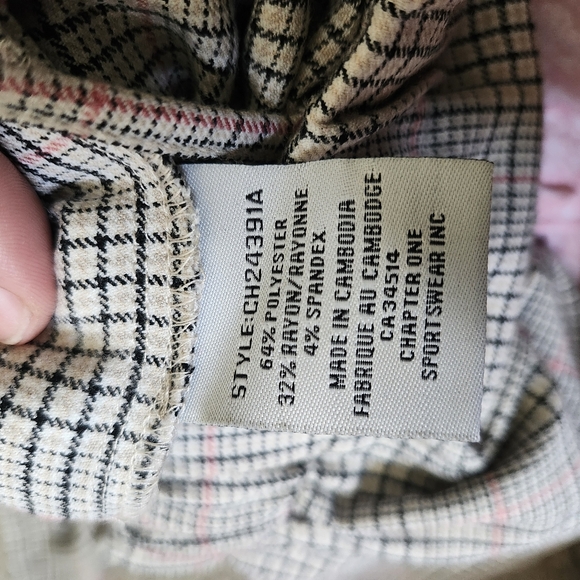 STYLE:GH24391A
64% POLYESTER
32% RAYON/RAYONNE
4% SPANDEX
MADE IN CAMBODIA
FABRIQUE AU CAMBODGE
CA34514
CHAPTER ONE
SPORTSWEAR INC